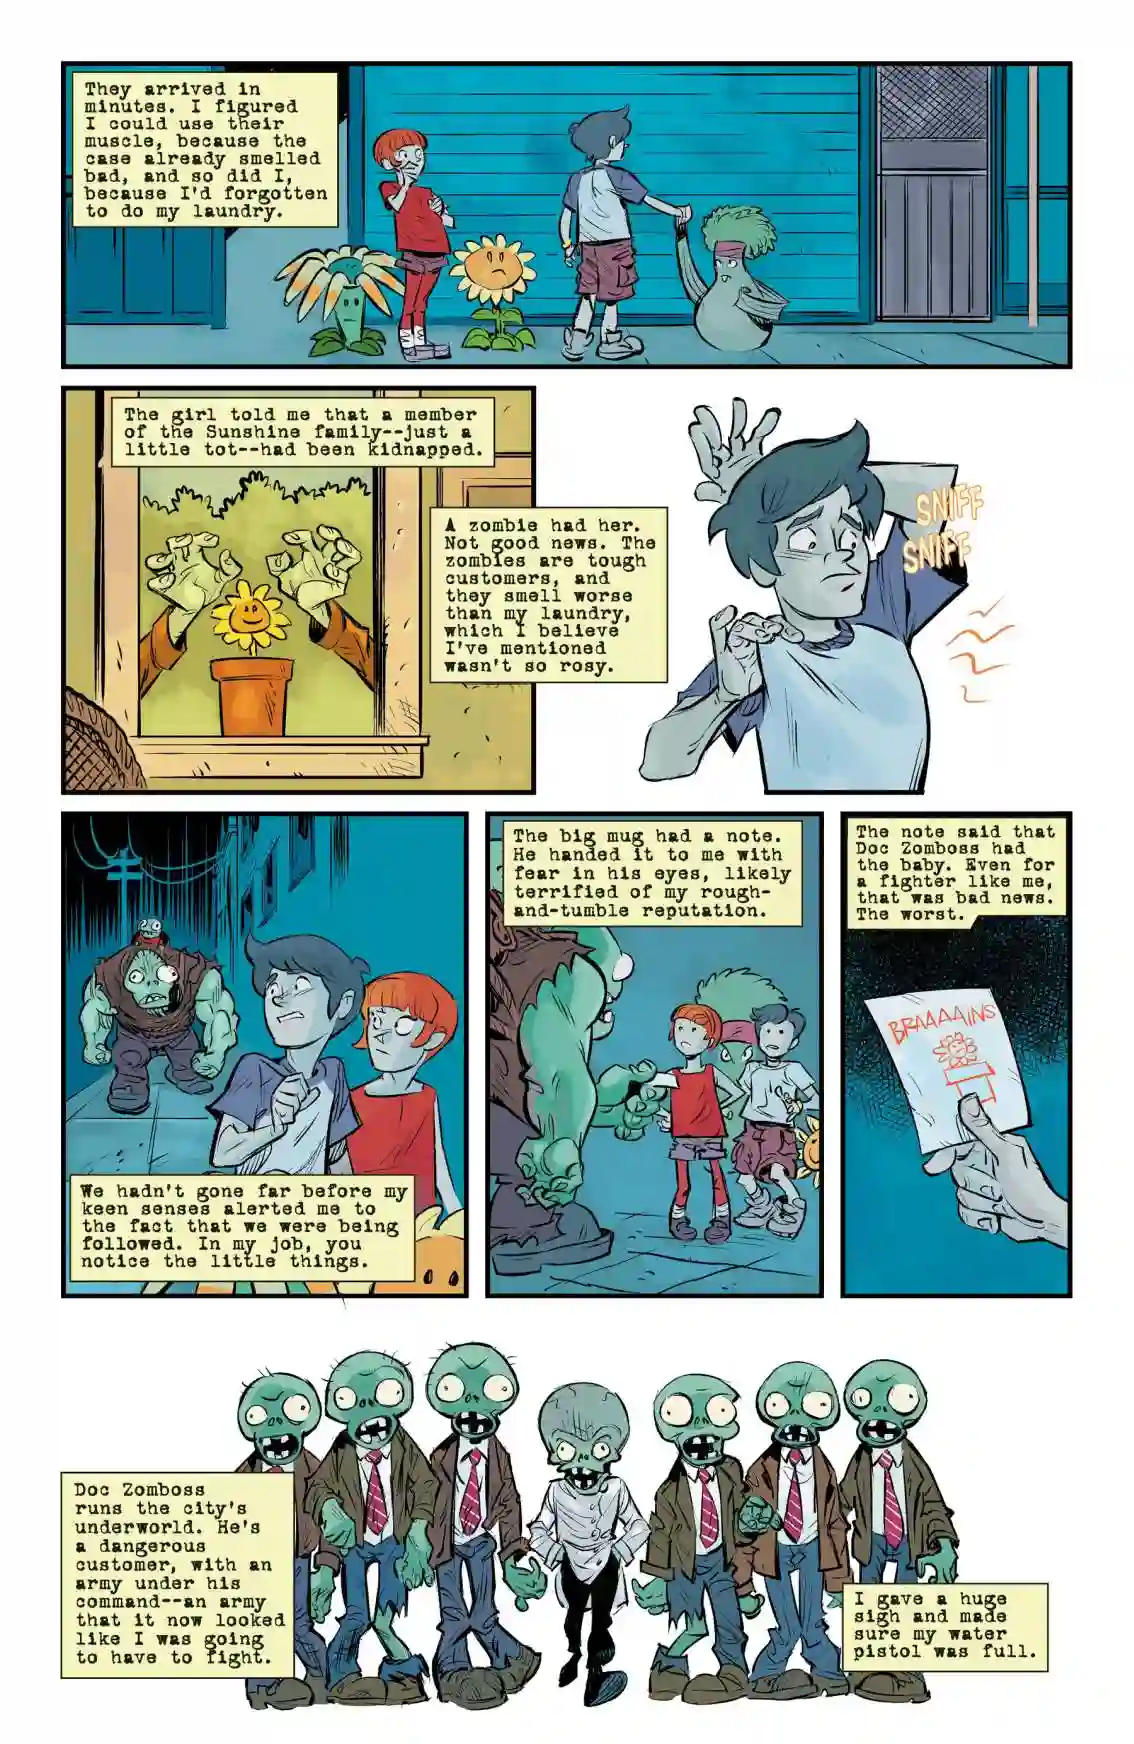 They arrived in
minutes. I figured
I could use their
muscle, because the
case already smelled
bad, and so did I,
because I'd forgotten
to do my laundry.
The girl told me that a member
of the Sunshine family--just a
little tot--had been kidnapped.
A zombie had her.
Not good news. The
zombies are tough
customers, and
they smell worse
than my laundry,
which I believe
I've mentioned
wasn't so rosy.
SNIFF
SNIFF
We hadn't gone far before my
keen senses alerted me to
the fact that we were being
followed. In my job, you
notice the little things.
The big mug had a note.
He handed it to me with
fear in his eyes, likely
terrified of my rough-
and-tumble reputation.
The note said that
Doc Zomboss had
the baby. Even for
a fighter like me,
that was bad news.
The worst.
BRAAAAINS
Doc Zomboss
runs the city's
underworld. He's
a dangerous
customer, with an
army under his
command--an army
that it now looked
like I was going
to have to fight.
I gave a huge
sigh and made
sure my water
pistol was full.